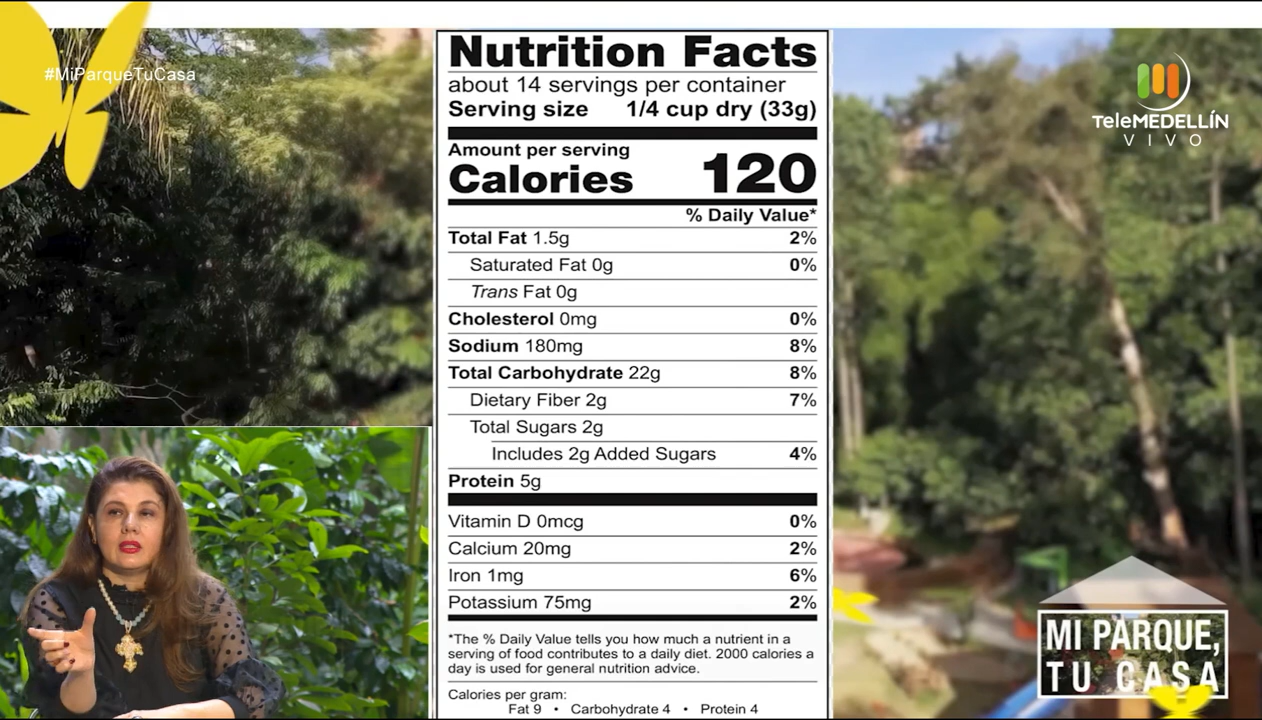 #MiParqueTuCasa
Nutrition Facts
about 14 servings per container
Serving size 1/4 cup dry (33g)
Amount per serving
Calories 120
% Daily Value*
Total Fat 1.5g 2%
Saturated Fat 0g 0%
Trans Fat 0g
Cholesterol 0mg 0%
Sodium 180mg 8%
Total Carbohydrate 22g 8%
Dietary Fiber 2g 7%
Total Sugars 2g
Includes 2g Added Sugars 4%
Protein 5g
Vitamin D 0mcg 0%
Calcium 20mg 2%
Iron 1mg 6%
Potassium 75mg 2%
*The % Daily Value tells you how much a nutrient in a
serving of food contributes to a daily diet. 2000 calories a
day is used for general nutrition advice.
Calories per gram:
Fat 9 • Carbohydrate 4 • Protein 4
TeleMEDELLÍN
VIVO
MI PARQUE,
TU CASA